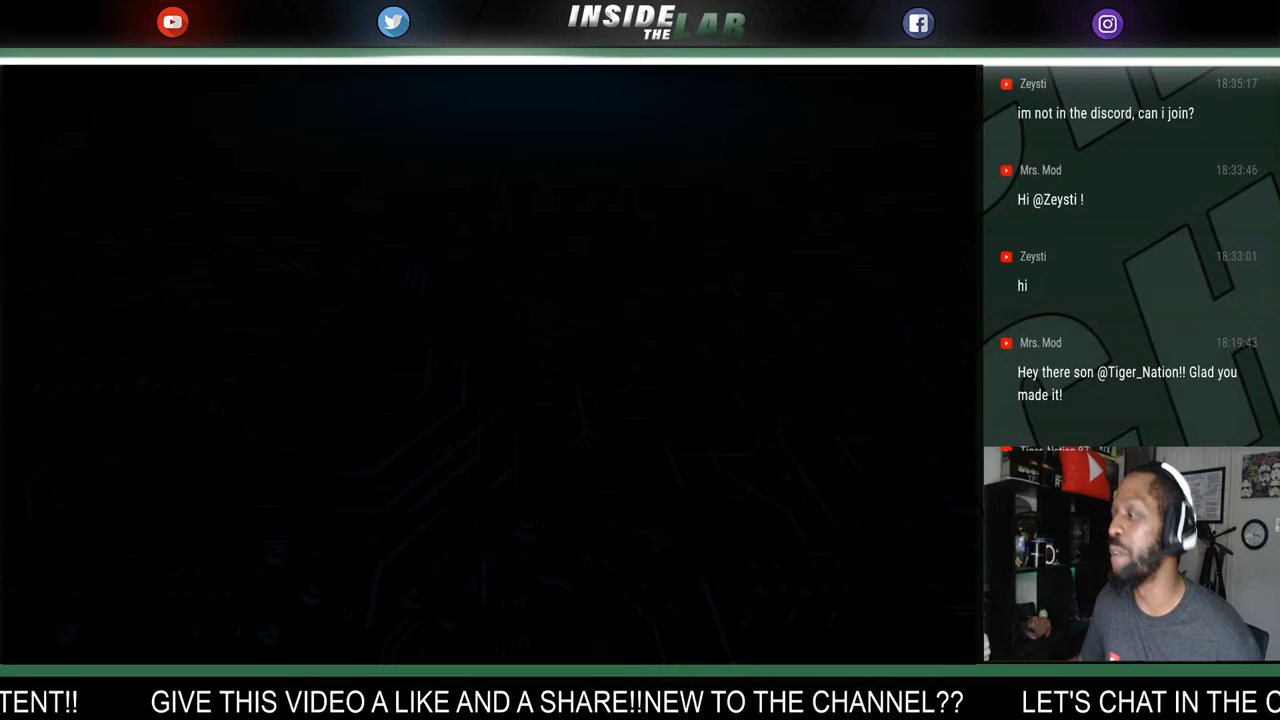 INSIDE
THE LAB
Zeysti 18:35:17
im not in the discord, can i join?
Mrs. Mod 18:33:46
Hi @Zeysti !
Zeysti 18:33:01
hi
Mrs. Mod 18:19:43
Hey there son @Tiger_Nation!! Glad you
made it!
TENT!! GIVE THIS VIDEO A LIKE AND A SHARE!!NEW TO THE CHANNEL?? LET'S CHAT IN THE C